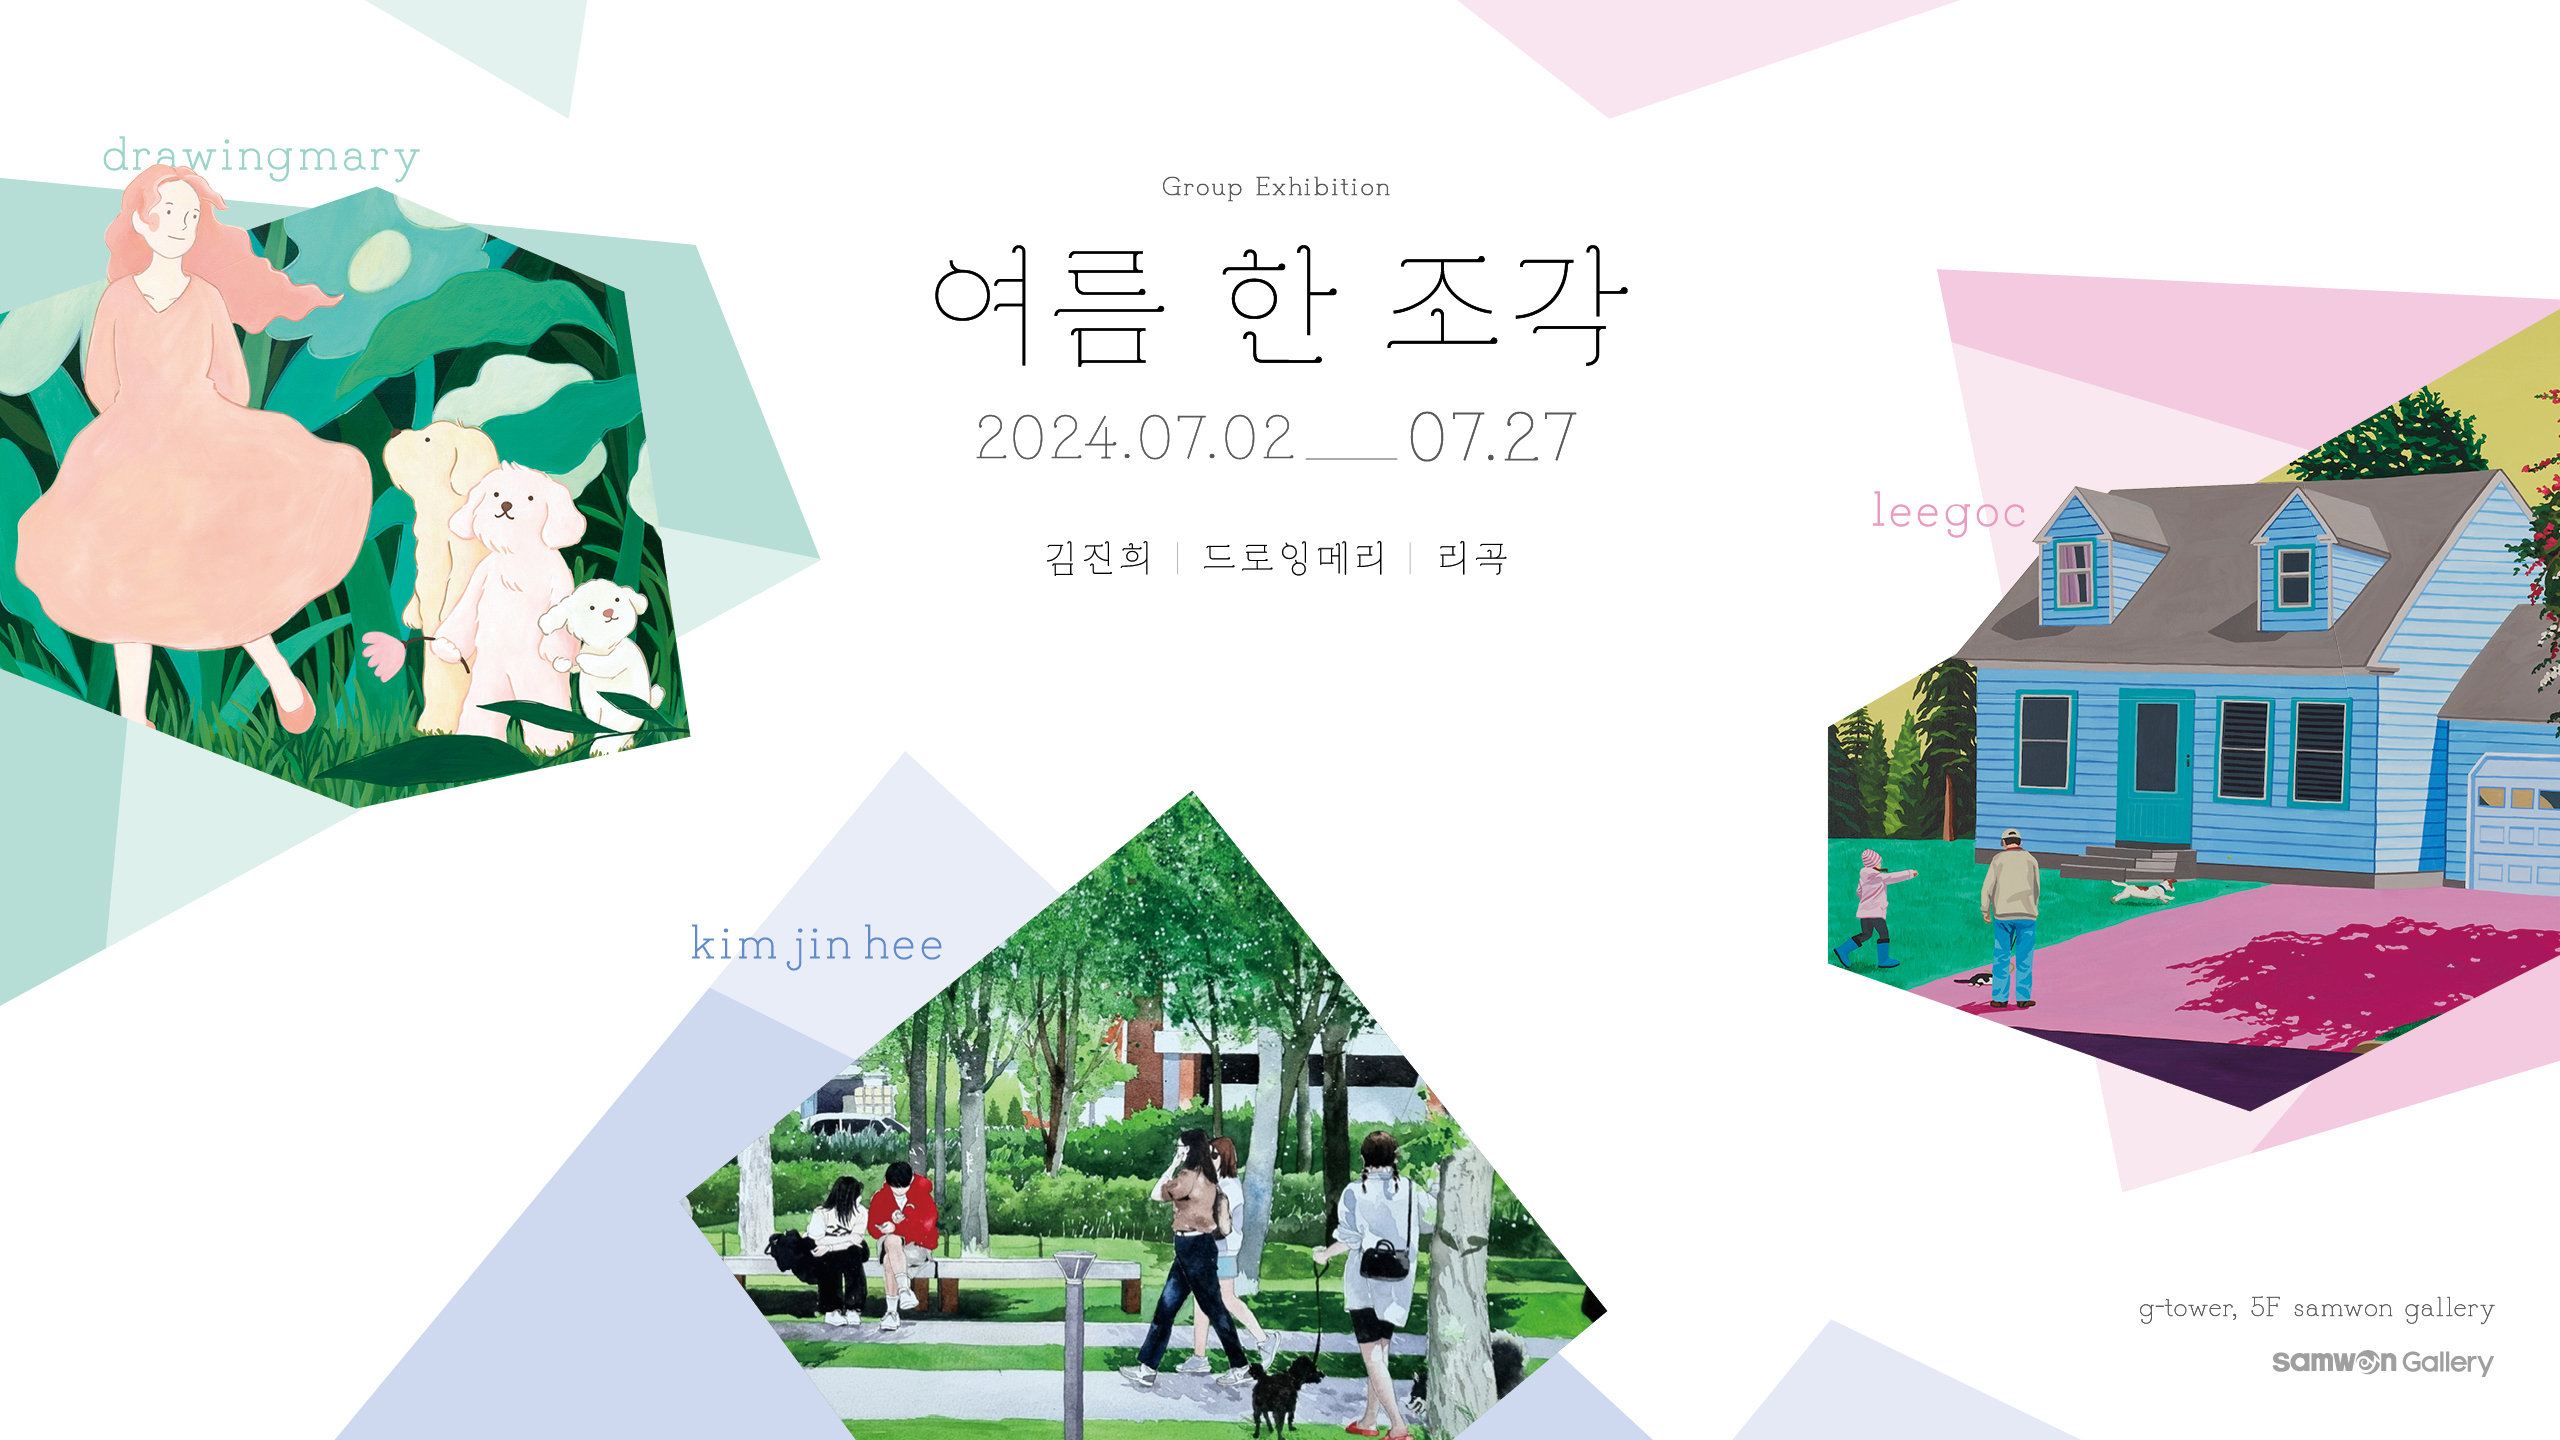 drawingmary
Group Exhibition
여름 한 조각
2024.07.02 07.27
김진희 | 드로잉메리 | 리곡
leegoc
kim jin hee
g-tower, 5F samwon gallery
samwon Gallery